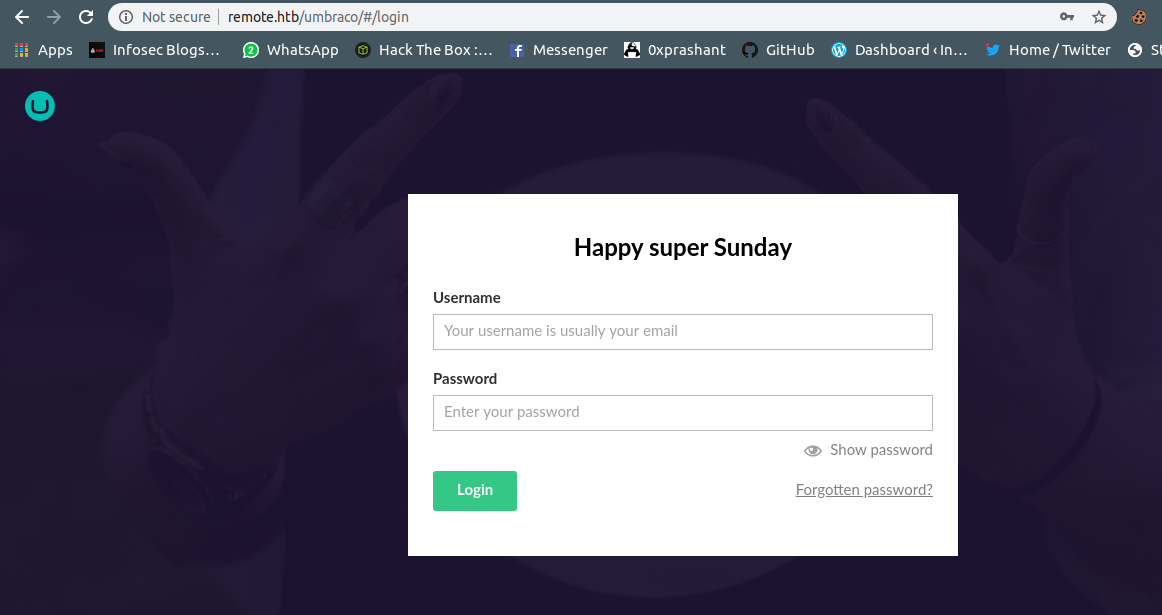 Not secure remote.htb/umbraco/#/login
Apps Infosec Blogs... WhatsApp Hack The Box :... Messenger 0xprashant GitHub Dashboard ‹ In... Home / Twitter St
Happy super Sunday
Username
Your username is usually your email
Password
Enter your password
Show password
Login Forgotten password?